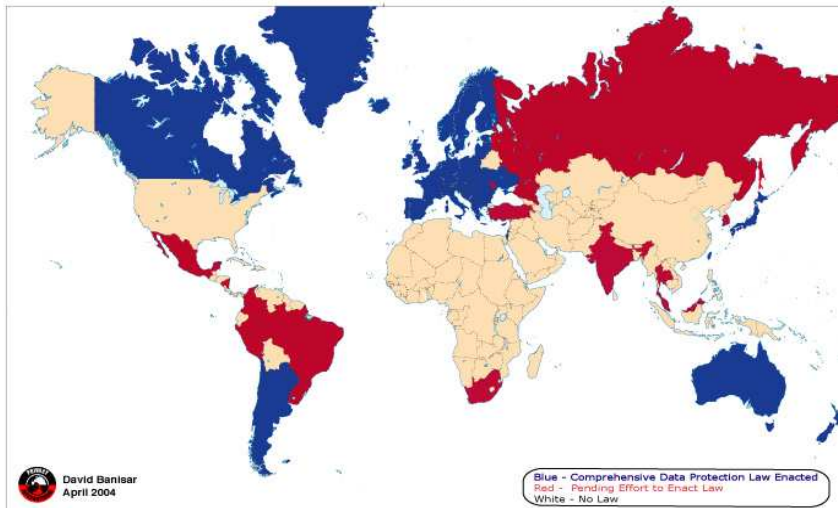 David Banisar
April 2004
Blue - Comprehensive Data Protection Law Enacted
Red - Pending Effort to Enact Law
White - No Law